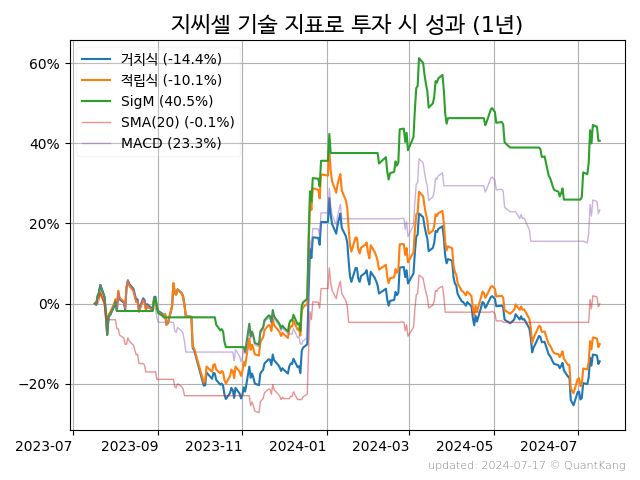 지씨셀 기술 지표로 투자 시 성과 (1년)
거치식 (-14.4%)
적립식 (-10.1%)
SigM (40.5%)
SMA(20) (-0.1%)
MACD (23.3%)
60%
40%
20%
0%
−20%
2023-07 2023-09 2023-11 2024-01 2024-03 2024-05 2024-07
updated: 2024-07-17 © QuantKang